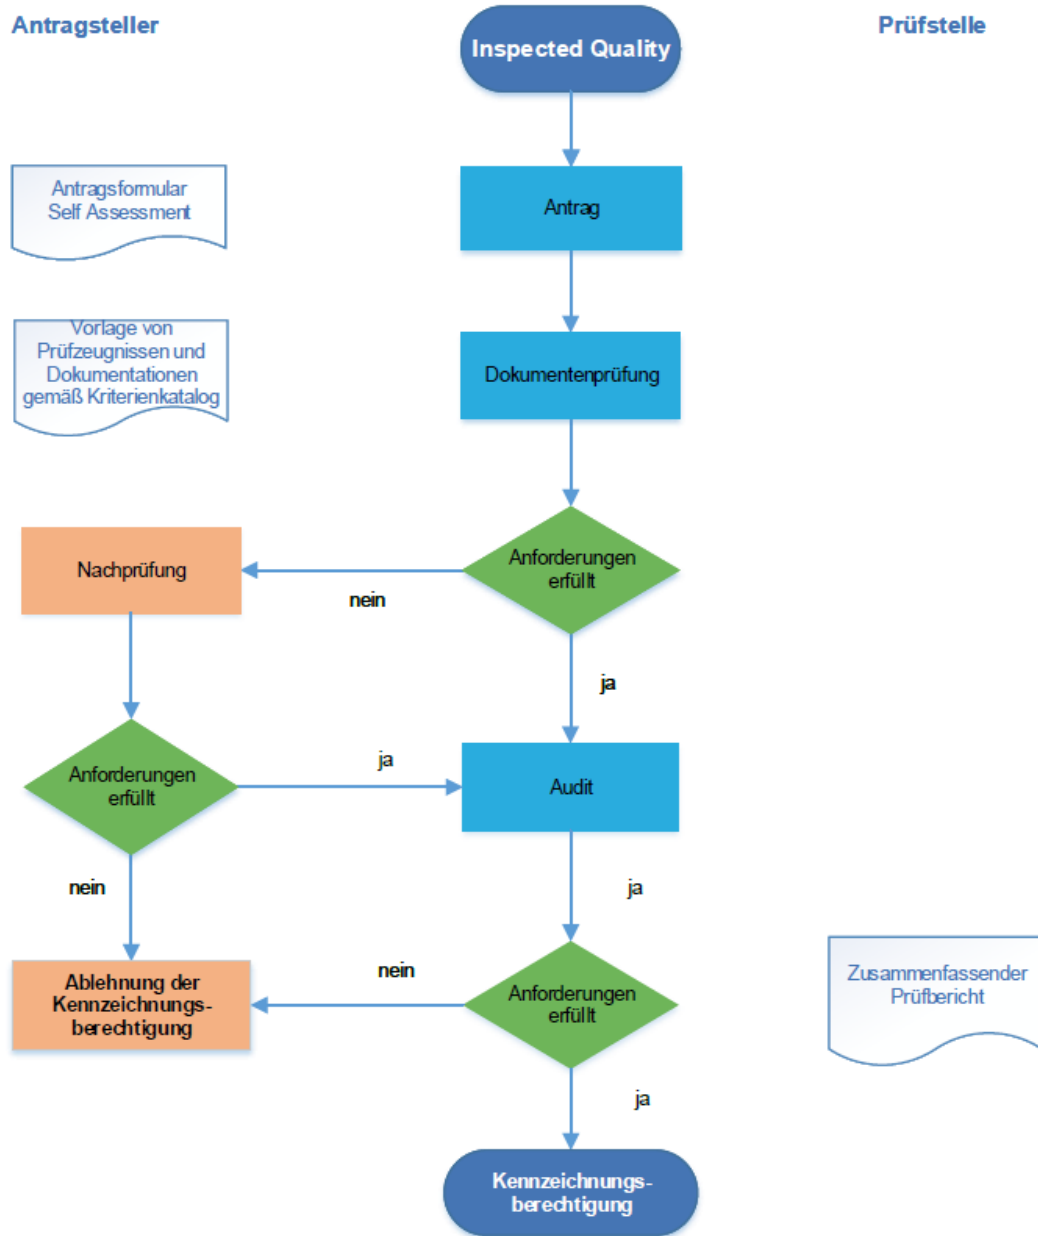 Antragsteller
Inspected Quality
Prüfstelle
Antragsformular
Self Assessment
Antrag
Vorlage von
Prüfzeugnissen und
Dokumentationen
gemäß Kriterienkatalog
Dokumentenprüfung
Nachprüfung
Anforderungen
erfüllt
nein
ja
Anforderungen
erfüllt
ja
Audit
nein
ja
Ablehnung der
Kennzeichnungs-
berechtigung
nein
Anforderungen
erfüllt
Zusammenfassender
Prüfbericht
ja
Kennzeichnungs-
berechtigung